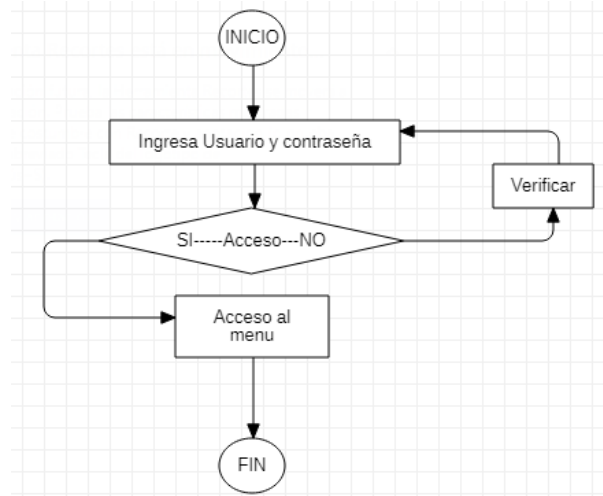 INICIO
Ingresa Usuario y contraseña
Verificar
SI-----Acceso---NO
Acceso al
menu
FIN